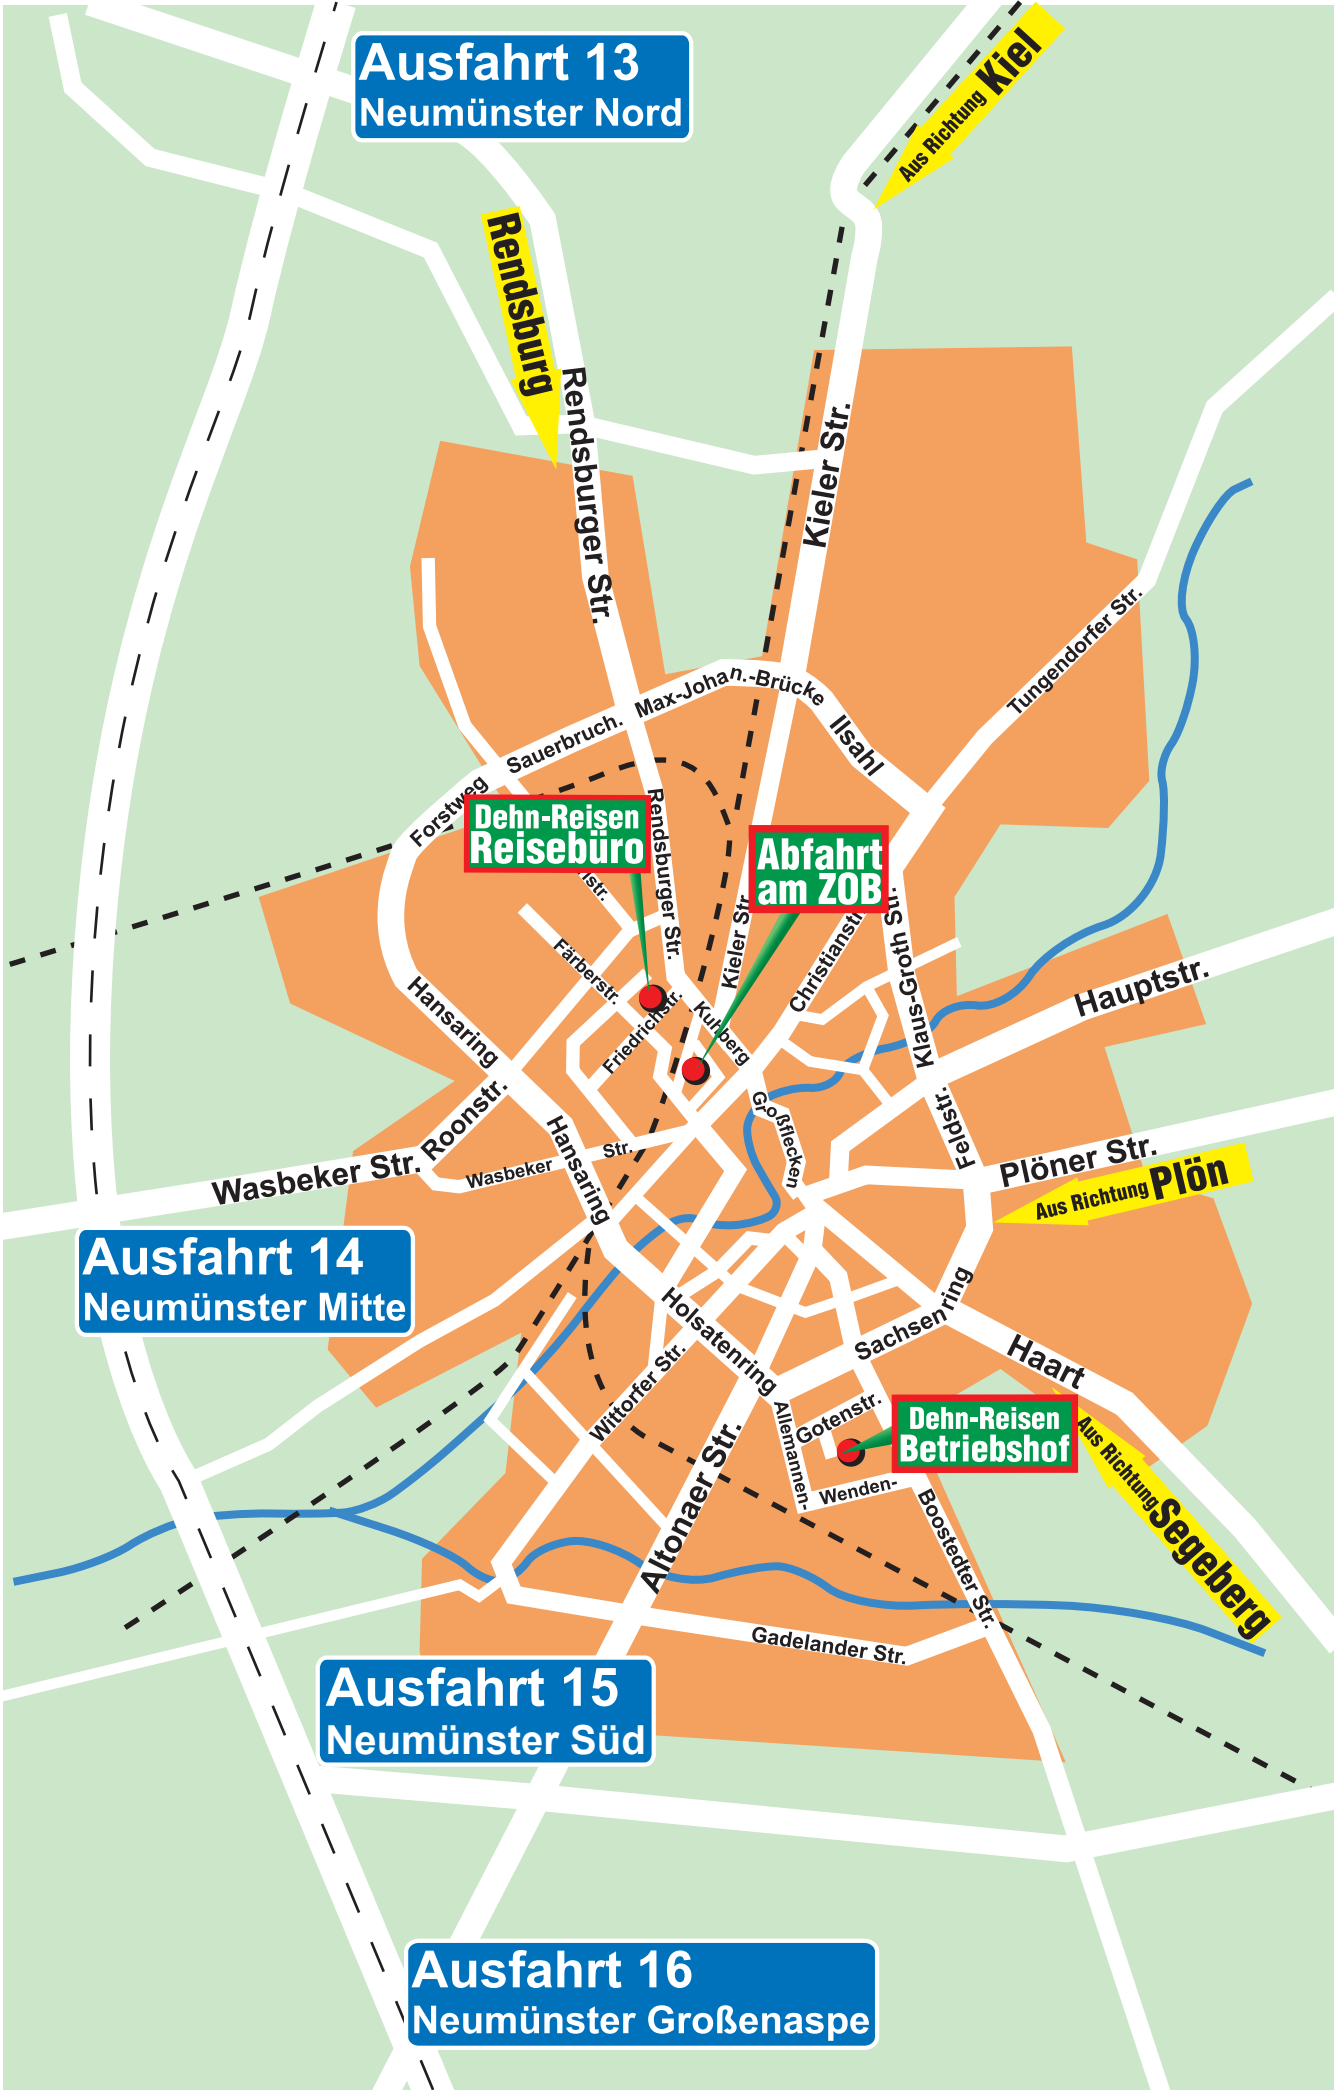 Ausfahrt 13
Neumünster Nord
Aus Richtung Kiel
Rendsburg
Rendsburger Str.
Kieler Str.
Tungendorfer Str.
Max-Johan.-Brücke
Sauerbruch.
Ilsahl
Forstweg
Dehn-Reisen
Reisebüro
Rendsburger Str.
Abfahrt
am ZOB
Kieler Str.
Christianstr.
Klaus-Groth Str.
Färberstr.
Friedrichstr.
Kuhberg
Hauptstr.
Hansaring
Roonstr.
Großflecken
Feldstr.
Wasbeker Str.
Wasbeker Str.
Hansaring
Plöner Str.
Aus Richtung Plön
Ausfahrt 14
Neumünster Mitte
Holsatenring
Sachsenring
Haart
Wittorfer Str.
Gotenstr.
Allemannen-
Wenden-
Dehn-Reisen
Betriebshof
Aus Richtung Segeberg
Altonaer Str.
Boostedter Str.
Gadelander Str.
Ausfahrt 15
Neumünster Süd
Ausfahrt 16
Neumünster Großenaspe